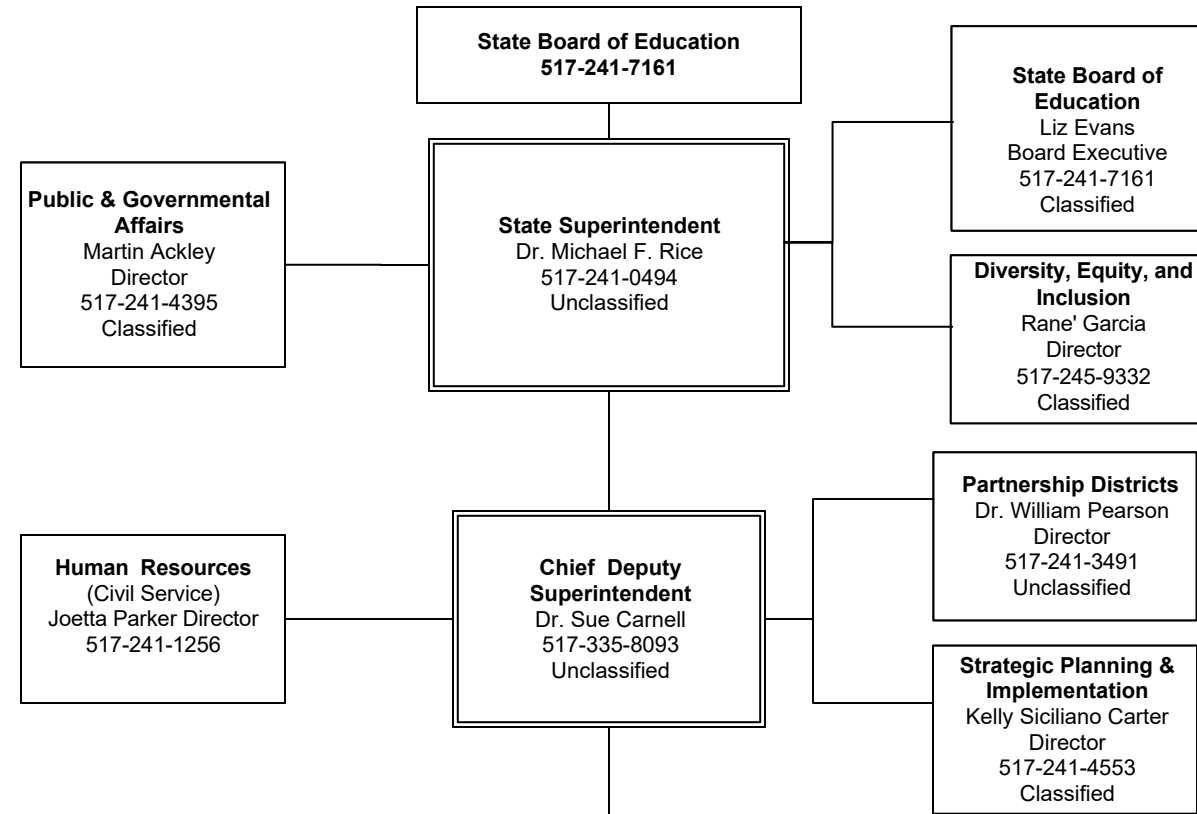 State Board of Education
517-241-7161
State Board of
Education
Liz Evans
Board Executive
517-241-7161
Classified
Public & Governmental
Affairs
Martin Ackley
Director
517-241-4395
Classified
State Superintendent
Dr. Michael F. Rice
517-241-0494
Unclassified
Diversity, Equity, and
Inclusion
Rane' Garcia
Director
517-245-9332
Classified
Human Resources
(Civil Service)
Joetta Parker Director
517-241-1256
Chief Deputy
Superintendent
Dr. Sue Carnell
517-335-8093
Unclassified
Partnership Districts
Dr. William Pearson
Director
517-241-3491
Unclassified
Strategic Planning &
Implementation
Kelly Siciliano Carter
Director
517-241-4553
Classified